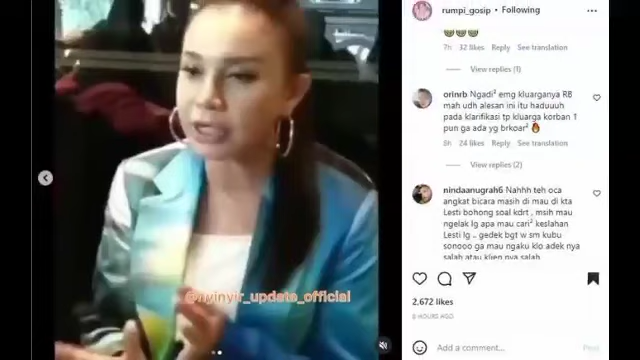 rumpi_gosip • Following
7h 32 likes Reply See translation
View replies (1)
orinrb Ngadi² emg kluarganya RB
mah udh alesan ini itu haduuuh
pada klarifikasi tp kluarga korban 1
pun ga ada yg brkoar²
6h 24 likes Reply See translation
View replies (2)
nindaanugrah6 Nahhh teh oca
angkat bicara masih di mau di kta
Lesti bohong soal kdrt , msih mau
ngelak lg apa mau cari² keslahan
Lesti lg .. gedek bgt w sm kubu
sonooo ga mau ngaku klo adek nya
salah atau klien nya salah
@nyinyir_update_official
2.672 likes
6 HOURS AGO
Add a comment...
Post